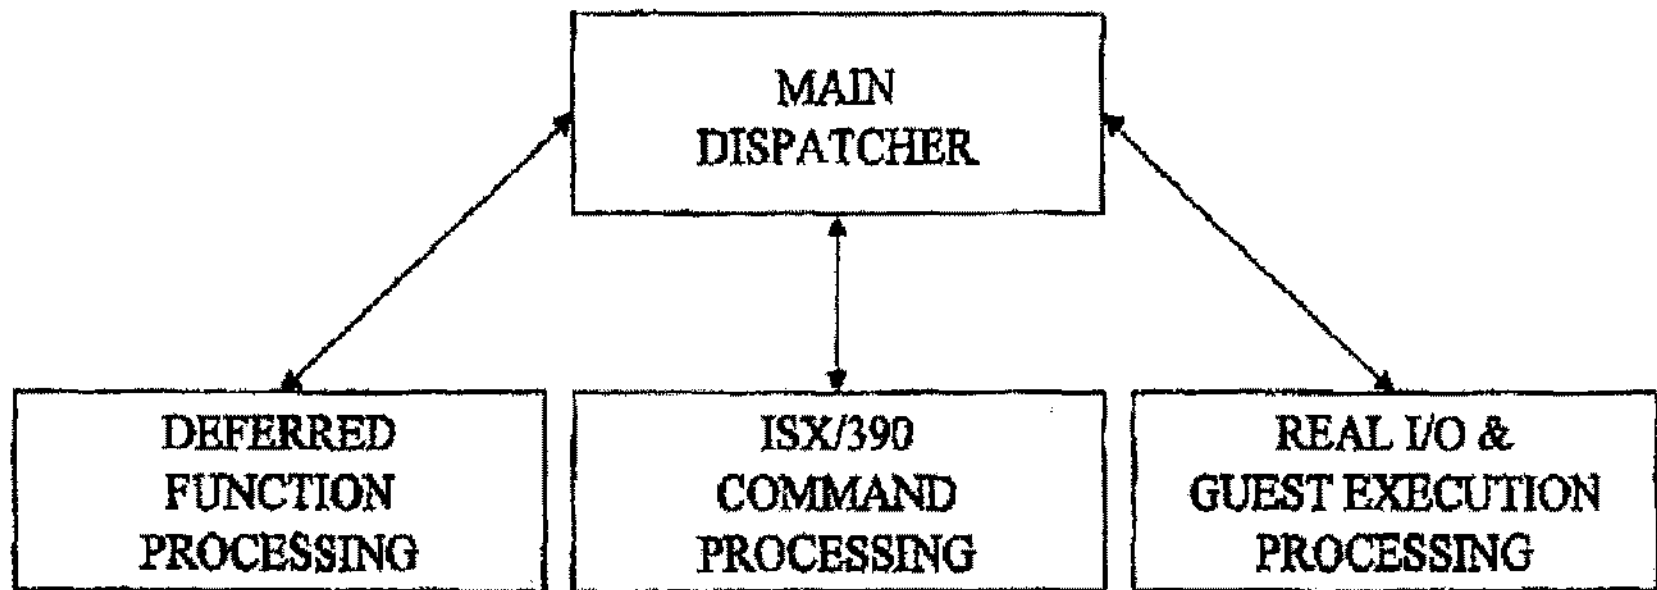 MAIN
DISPATCHER
DEFERRED
FUNCTION
PROCESSING
ISX/390
COMMAND
PROCESSING
REAL I/O &
GUEST EXECUTION
PROCESSING